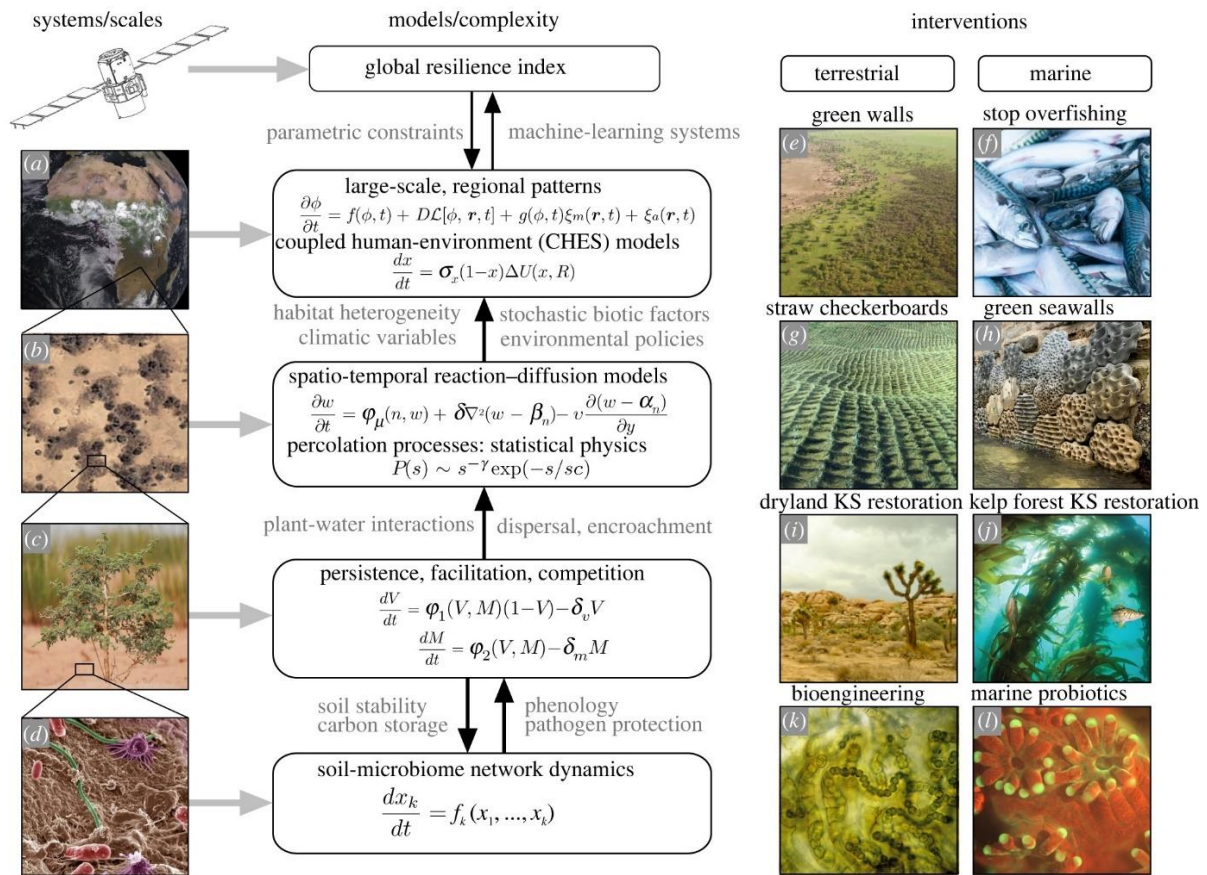 systems/scales
models/complexity
interventions
global resilience index
terrestrial
marine
parametric constraints
machine-learning systems
green walls
stop overfishing
(a)
(e)
(f)
large-scale, regional patterns
∂ϕ/∂t = f(ϕ, t) + Dℒ[ϕ, r, t] + g(ϕ, t)ξm(r, t) + ξa(r, t)
coupled human-environment (CHES) models
dx/dt = σx(1−x)ΔU(x, R)
habitat heterogeneity
climatic variables
stochastic biotic factors
environmental policies
straw checkerboards
green seawalls
(b)
(g)
(h)
spatio-temporal reaction–diffusion models
∂w/∂t = φμ(n, w) + δ∇²(w − βn) − υ ∂(w − αn)/∂y
percolation processes: statistical physics
P(s) ∼ s^−γ exp(−s/sc)
plant-water interactions
dispersal, encroachment
dryland KS restoration
kelp forest KS restoration
(c)
(i)
(j)
persistence, facilitation, competition
dV/dt = φ1(V, M)(1−V)−δvV
dM/dt = φ2(V, M)−δmM
soil stability
carbon storage
phenology
pathogen protection
bioengineering
marine probiotics
(d)
(k)
(l)
soil-microbiome network dynamics
dxk/dt = fk(x1,...,xk)